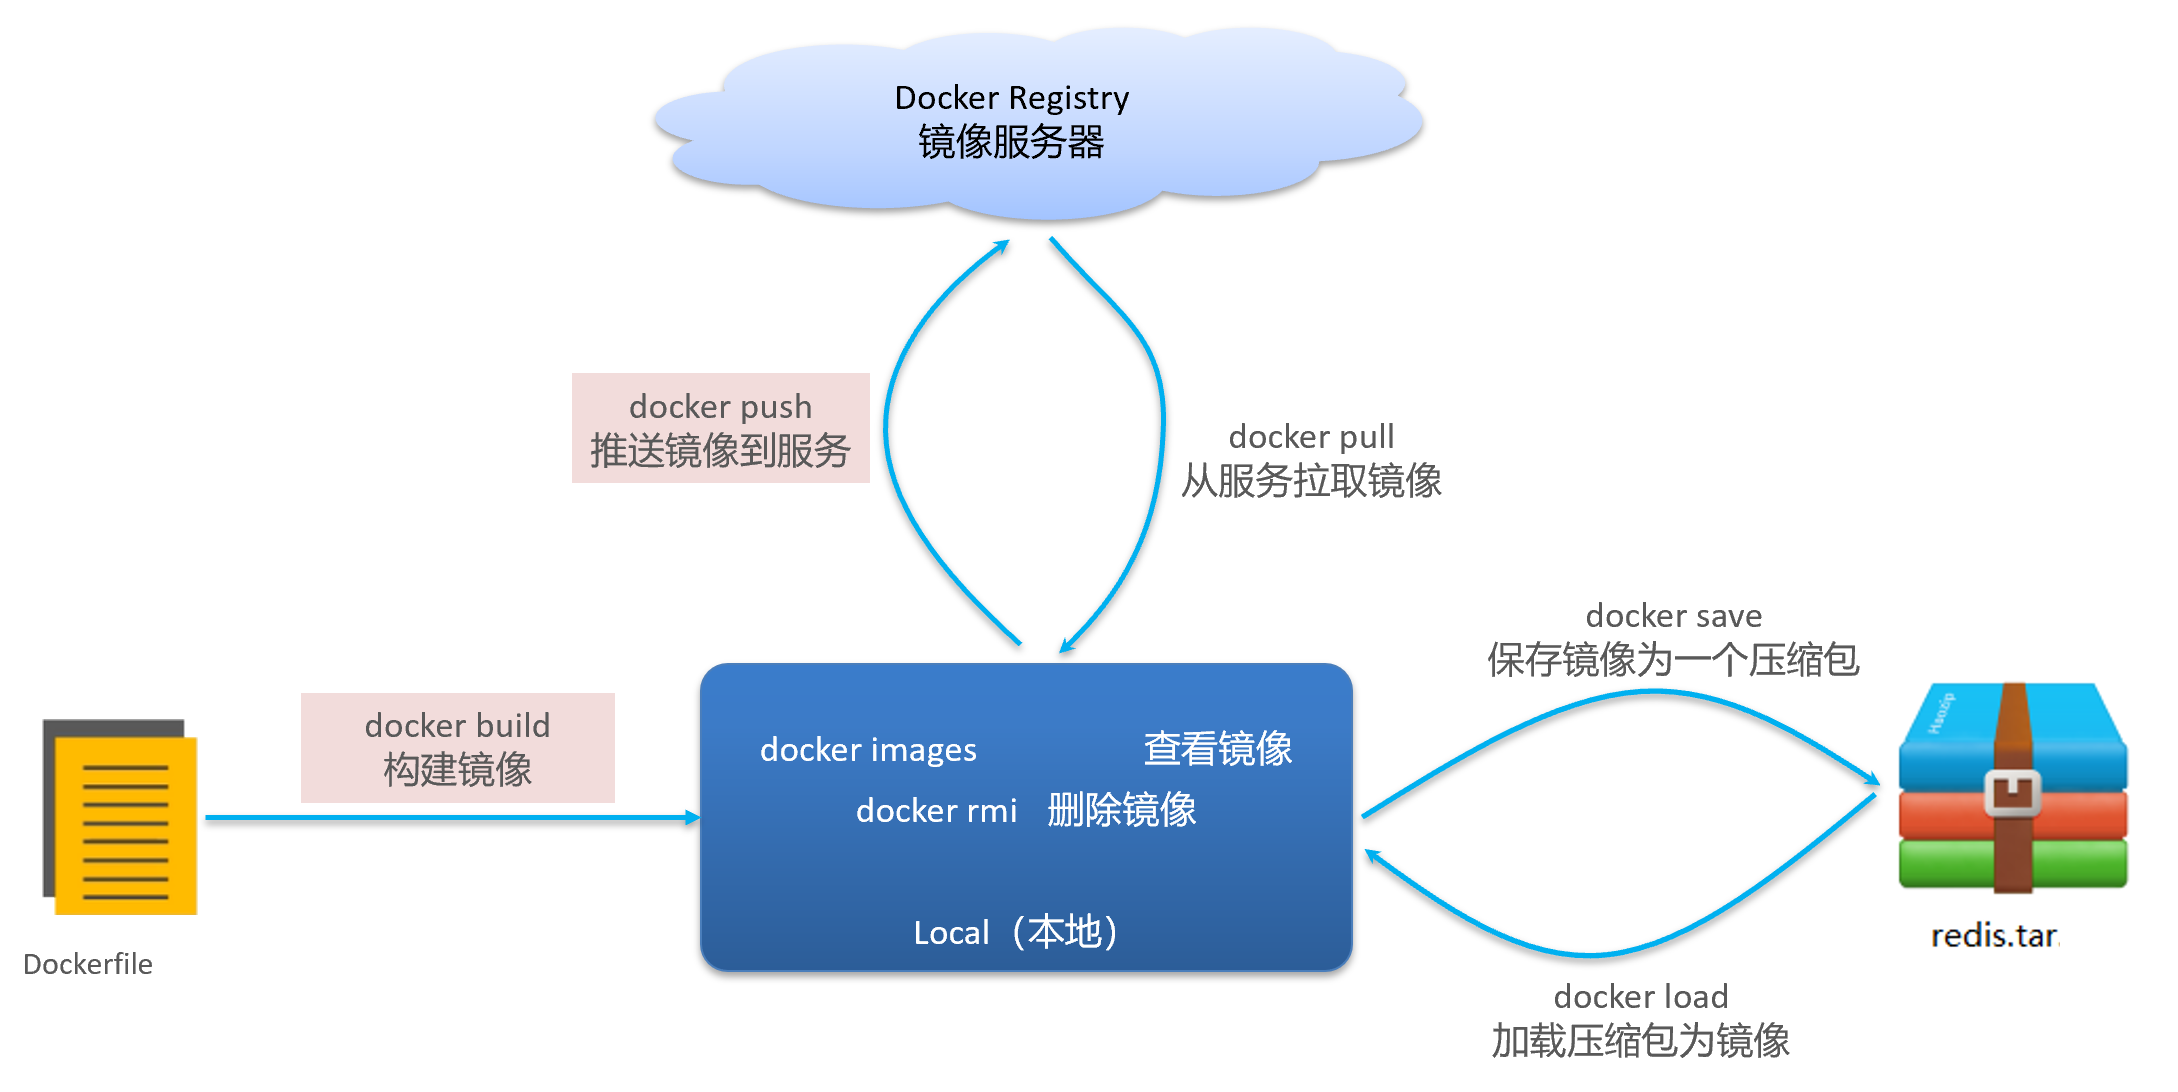 Docker Registry
镜像服务器
docker push
推送镜像到服务
docker pull
从服务拉取镜像
docker save
保存镜像为一个压缩包
docker build
构建镜像
docker images 查看镜像
docker rmi 删除镜像
Local（本地）
Haozip
Dockerfile
redis.tar.
docker load
加载压缩包为镜像